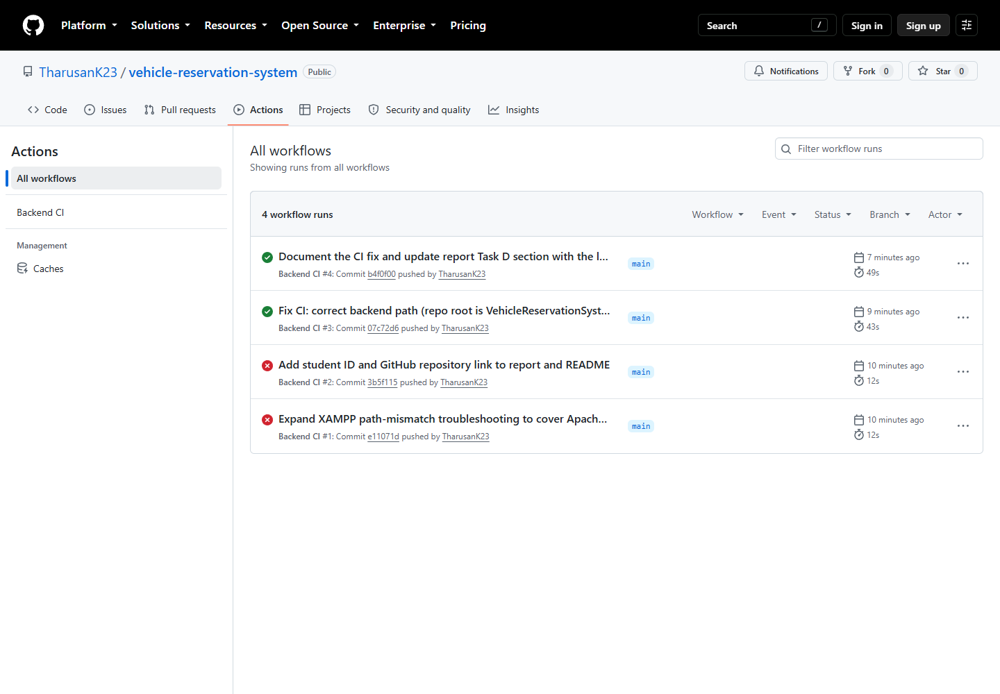 Platform Solutions Resources Open Source Enterprise Pricing Search / Sign in Sign up
TharusanK23 / vehicle-reservation-system Public Notifications Fork 0 Star 0
Code Issues Pull requests Actions Projects Security and quality Insights
Actions
All workflows
Backend CI
Management
Caches
All workflows
Showing runs from all workflows
Filter workflow runs
4 workflow runs Workflow Event Status Branch Actor
Document the CI fix and update report Task D section with the l...
Backend CI #4: Commit b4f0f00 pushed by TharusanK23
main
7 minutes ago
49s
Fix CI: correct backend path (repo root is VehicleReservationSyst...
Backend CI #3: Commit 07c72d6 pushed by TharusanK23
main
9 minutes ago
43s
Add student ID and GitHub repository link to report and README
Backend CI #2: Commit 3b5f115 pushed by TharusanK23
main
10 minutes ago
12s
Expand XAMPP path-mismatch troubleshooting to cover Apach...
Backend CI #1: Commit e11071d pushed by TharusanK23
main
10 minutes ago
12s